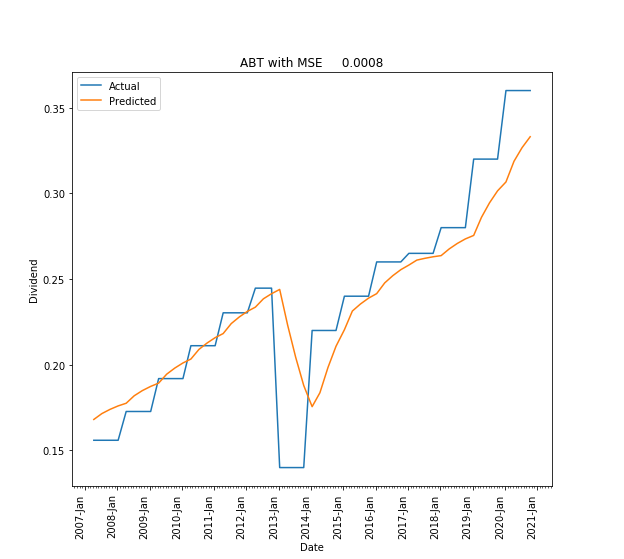 ABT with MSE 0.0008
Actual
Predicted
0.35
0.30
0.25
0.20
0.15
Dividend
2007-Jan
2008-Jan
2009-Jan
2010-Jan
2011-Jan
2012-Jan
2013-Jan
2014-Jan
2015-Jan
2016-Jan
2017-Jan
2018-Jan
2019-Jan
2020-Jan
2021-Jan
Date